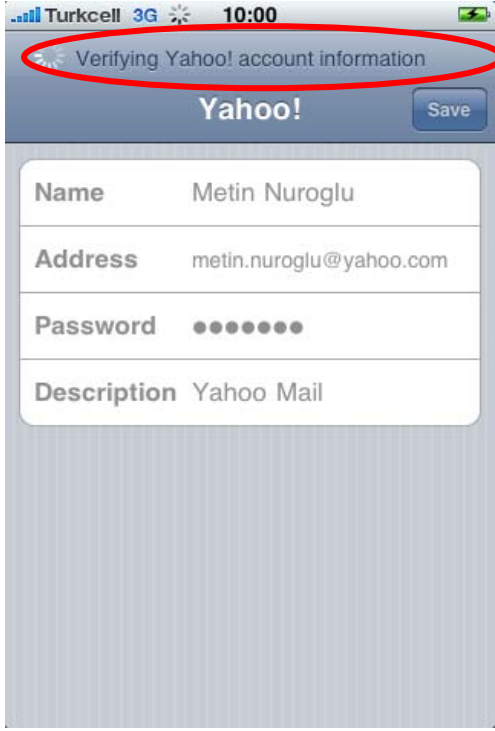 Turkcell 3G 10:00
Verifying Yahoo! account information
Yahoo! Save
Name Metin Nuroglu
Address metin.nuroglu@yahoo.com
Password ●●●●●●●
Description Yahoo Mail